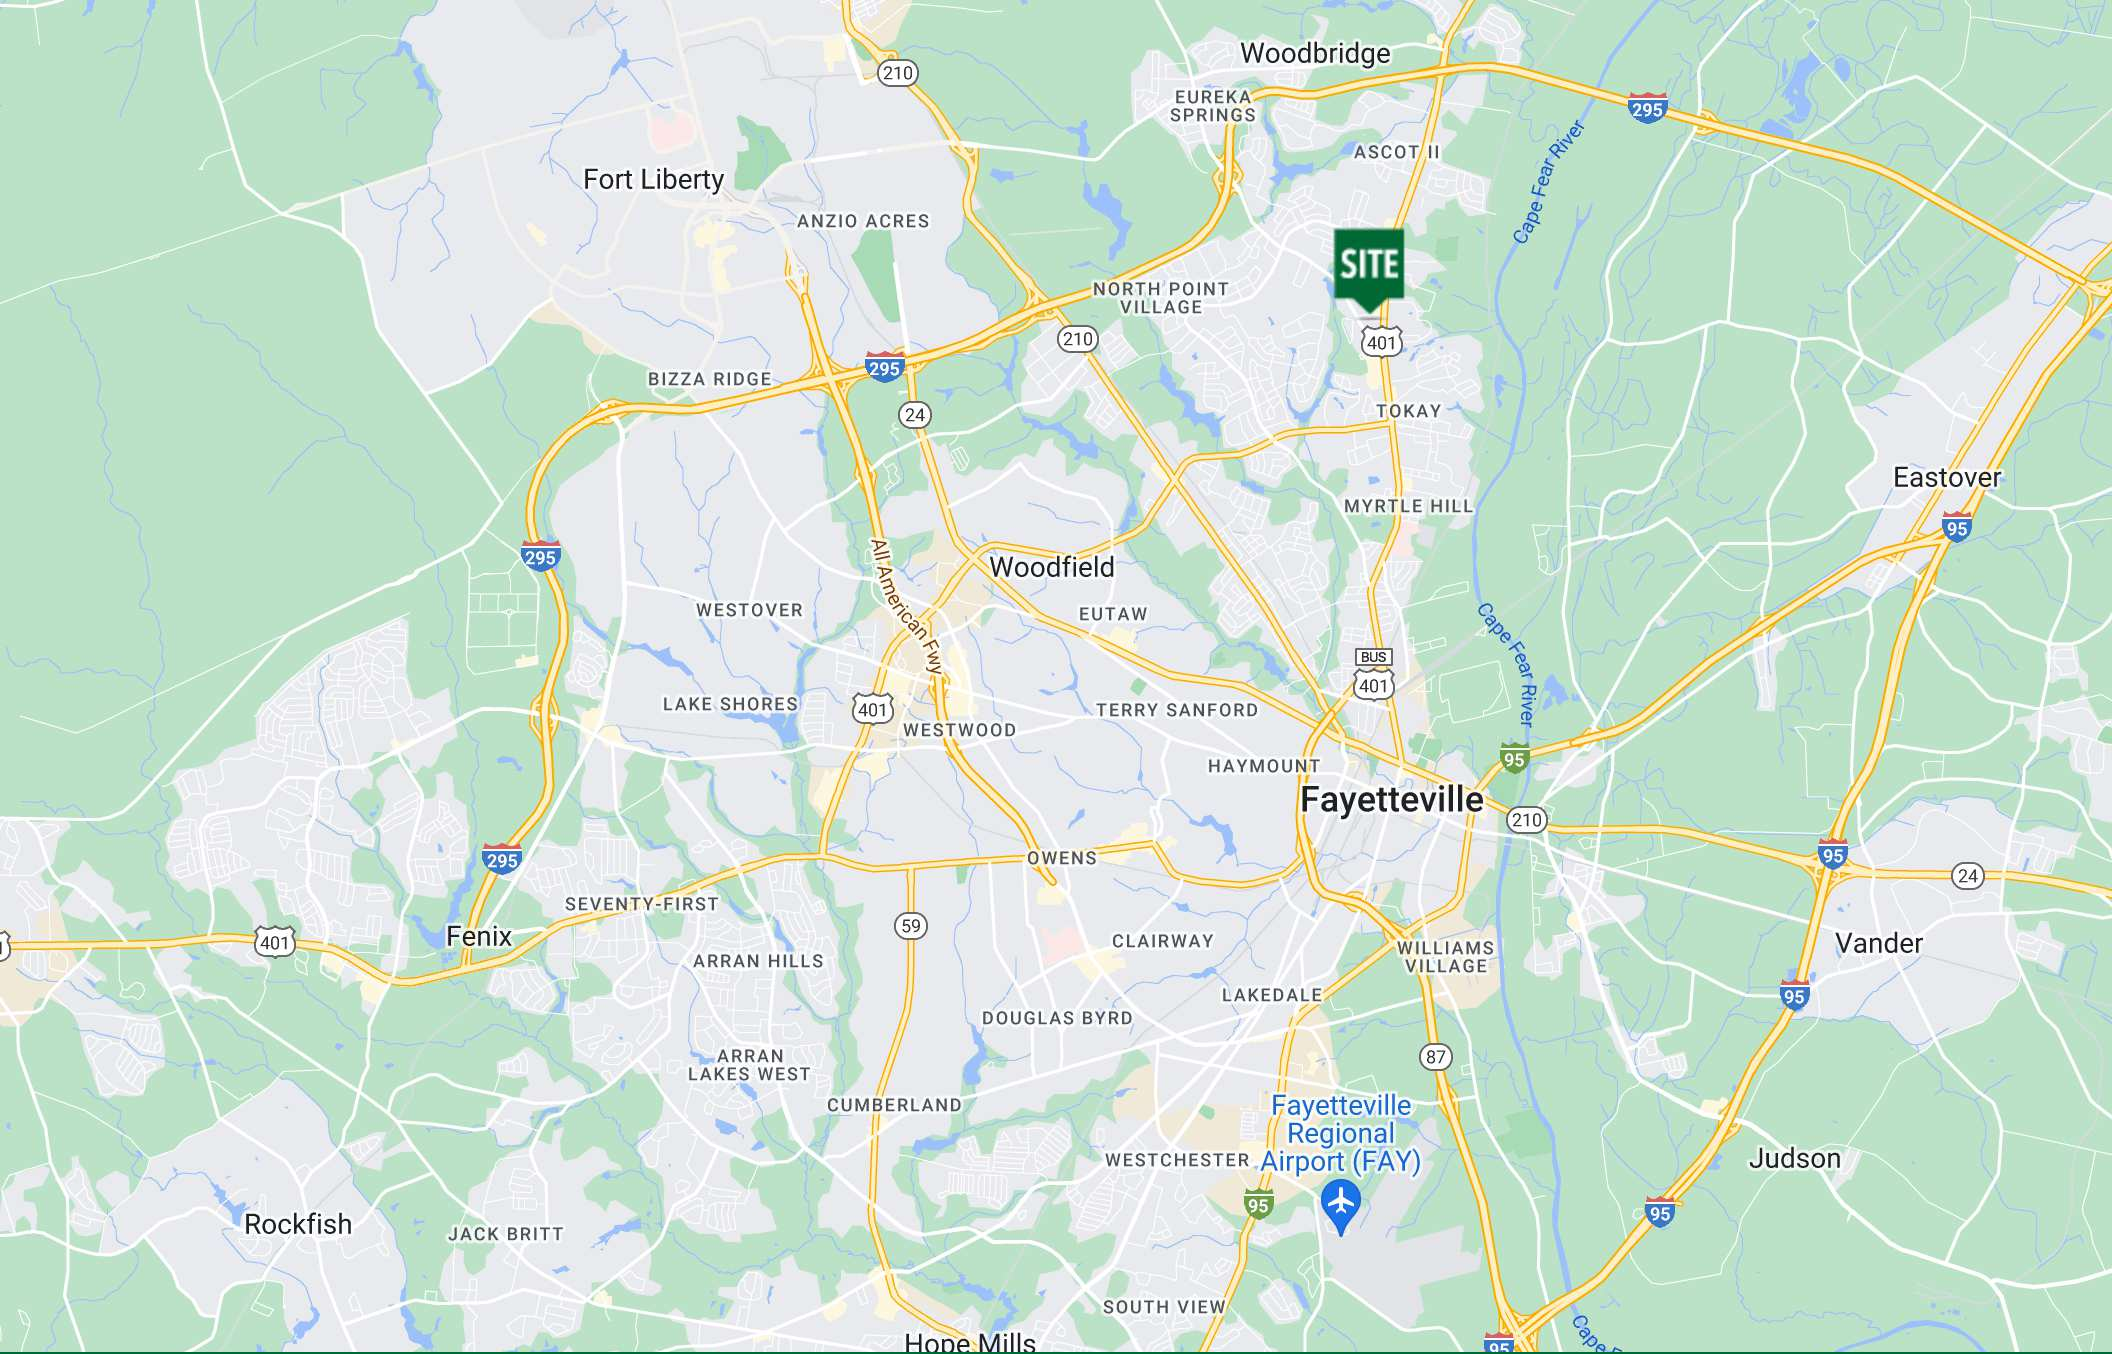 Woodbridge
210
EUREKA
SPRINGS
295
Cape Fear River
ASCOT II
Fort Liberty
ANZIO ACRES
SITE
NORTH POINT
VILLAGE
210
401
295
BIZZA RIDGE
24
TOKAY
Eastover
MYRTLE HILL
95
295
All American Fwy
Woodfield
WESTOVER
EUTAW
Cape Fear River
BUS
401
LAKE SHORES
401
TERRY SANFORD
WESTWOOD
95
HAYMOUNT
Fayetteville
210
295
OWENS
95
24
SEVENTY-FIRST
59
Fenix
401
CLAIRWAY
WILLIAMS
VILLAGE
Vander
ARRAN HILLS
LAKEDALE
95
DOUGLAS BYRD
87
ARRAN
LAKES WEST
CUMBERLAND
Fayetteville
Regional
Airport (FAY)
WESTCHESTER
Judson
95
95
Rockfish
JACK BRITT
SOUTH VIEW
Hope Mills
95
Cape